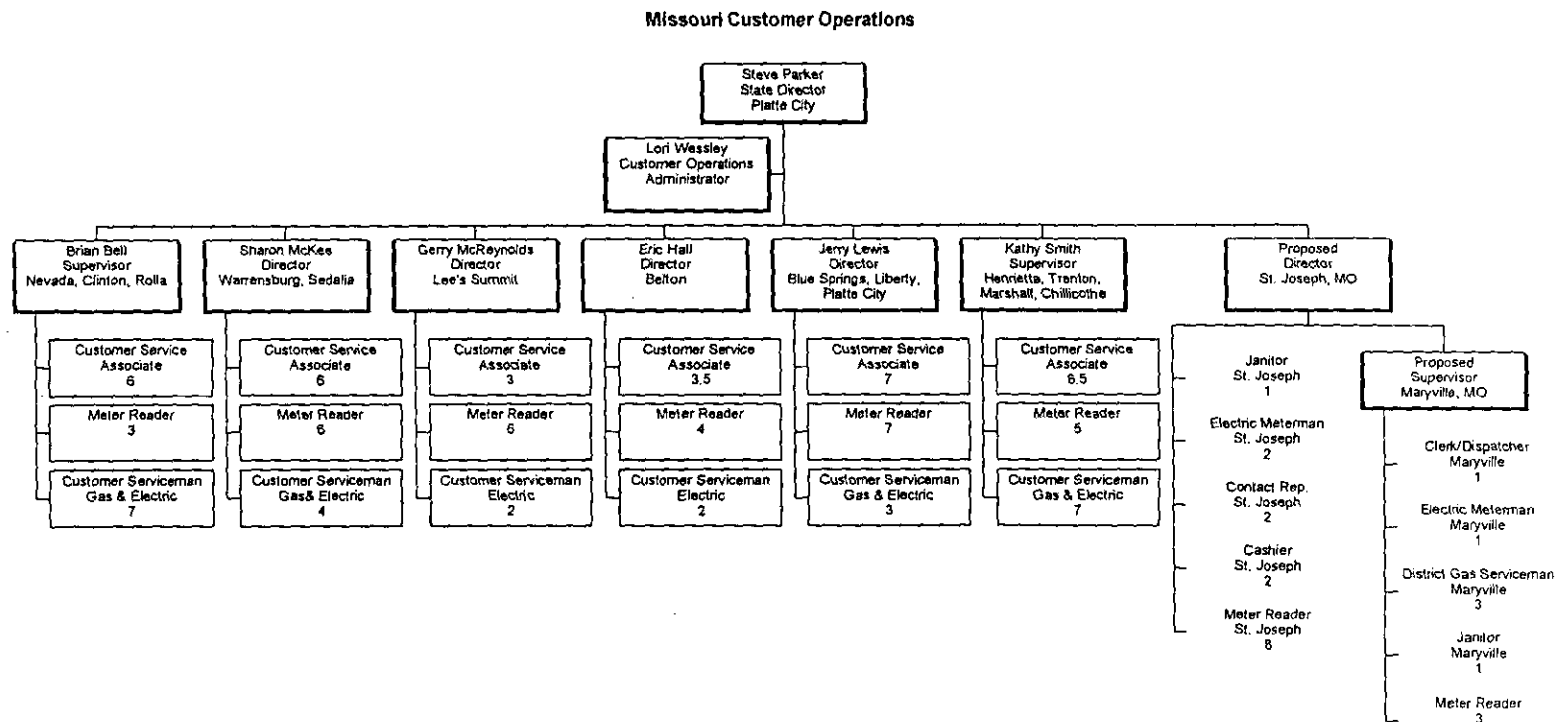 Missouri Customer Operations
Steve Parker
State Director
Platte City
Lori Wessley
Customer Operations
Administrator
Brian Bell
Supervisor
Nevada, Clinton, Rolla
Sharon McKee
Director
Warrensburg, Sedalia
Gerry McReynolds
Director
Lee's Summit
Eric Hall
Director
Belton
Jerry Lewis
Director
Blue Springs, Liberty,
Platte City
Kathy Smith
Supervisor
Henrietta, Trenton,
Marshall, Chillicothe
Proposed
Director
St. Joseph, MO
Customer Service
Associate
6
Meter Reader
3
Customer Serviceman
Gas & Electric
7
Customer Service
Associate
6
Meter Reader
6
Customer Serviceman
Gas& Electric
4
Customer Service
Associate
3
Meter Reader
6
Customer Serviceman
Electric
2
Customer Service
Associate
3.5
Meter Reader
4
Customer Serviceman
Electric
2
Customer Service
Associate
7
Meter Reader
7
Customer Serviceman
Gas & Electric
3
Customer Service
Associate
6.5
Meter Reader
5
Customer Serviceman
Gas & Electric
7
Janitor
St. Joseph
1
Electric Meterman
St. Joseph
2
Contact Rep.
St. Joseph
2
Cashier
St. Joseph
2
Meter Reader
St. Joseph
8
Proposed
Supervisor
Maryville, MO
Clerk/Dispatcher
Maryville
1
Electric Meterman
Maryville
1
District Gas Serviceman
Maryville
3
Janitor
Maryville
1
Meter Reader
3